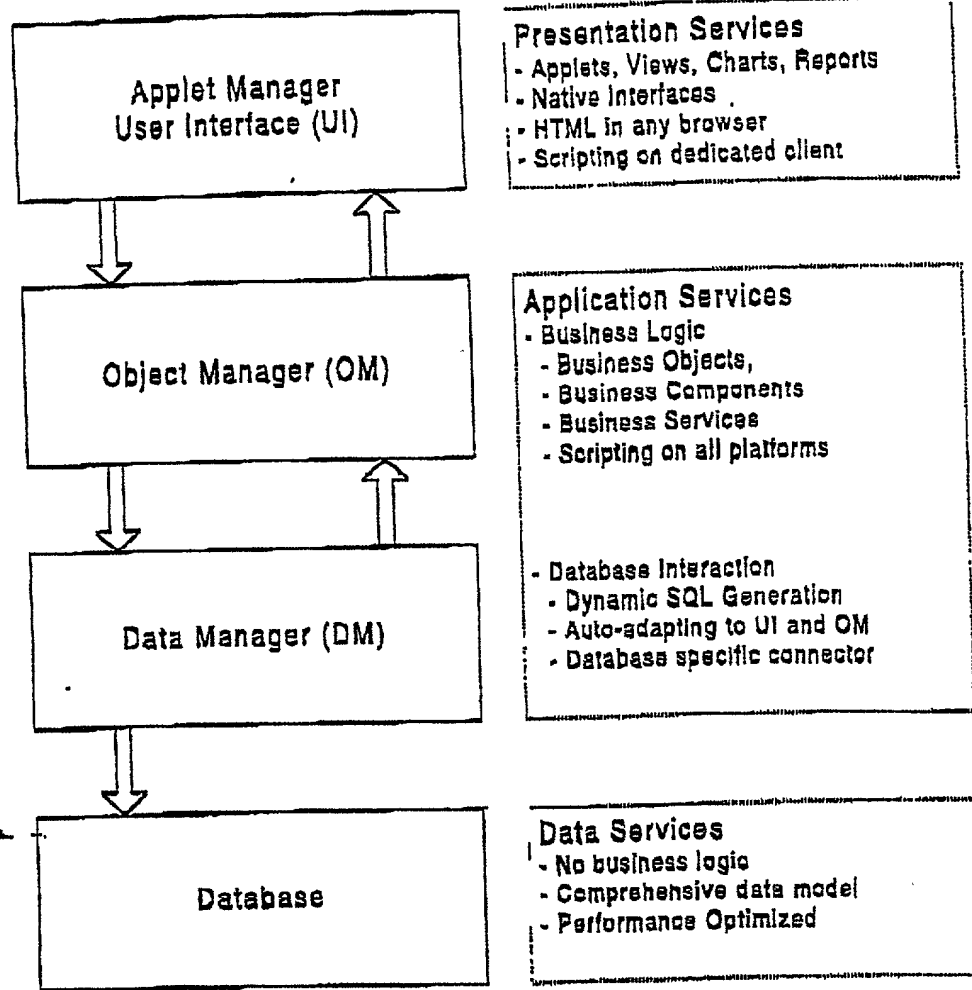 Applet Manager
User Interface (UI)
Presentation Services
- Applets, Views, Charts, Reports
- Native Interfaces
- HTML in any browser
- Scripting on dedicated client
Object Manager (OM)
Application Services
- Business Logic
- Business Objects,
- Business Components
- Business Services
- Scripting on all platforms
Data Manager (DM)
- Database Interaction
- Dynamic SQL Generation
- Auto-adapting to UI and OM
- Database specific connector
Database
Data Services
- No business logic
- Comprehensive data model
- Performance Optimized